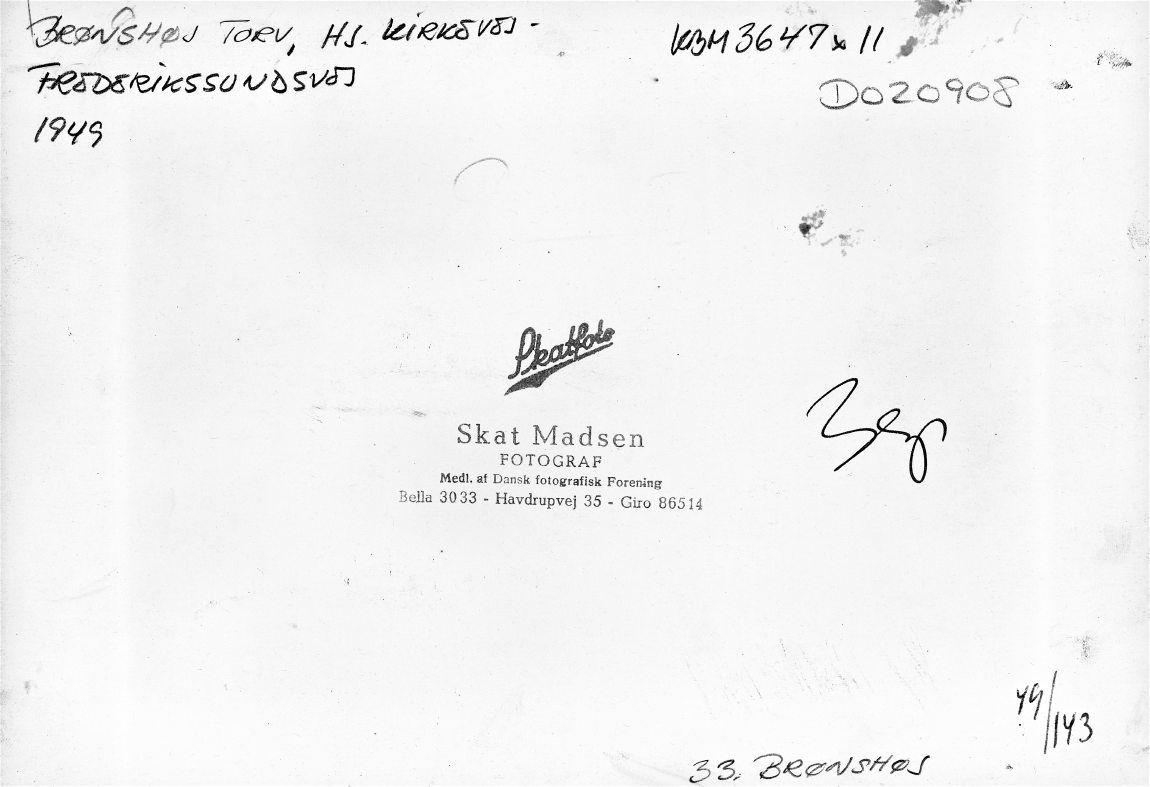 BRØNSHØJ TORV, HJ. KIRKEVEJ -
FREDERIKSSUNDSVEJ
1949
KBM 3647 x 11
D020908
Skatfoto
Skat Madsen
FOTOGRAF
Medl. af Dansk fotografisk Forening
Bella 3033 - Havdrupvej 35 - Giro 86514
49/143
33. BRØNSHØJ